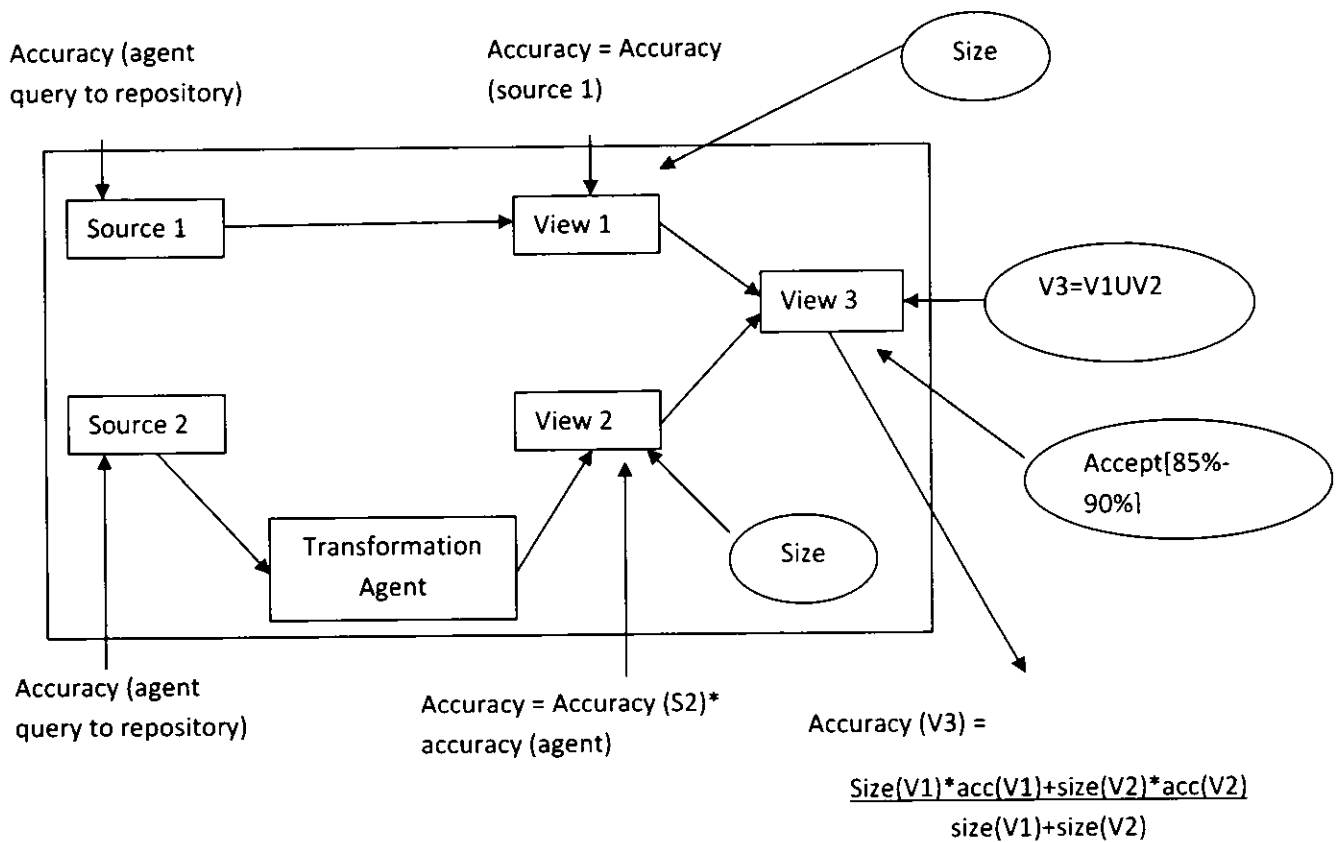 Accuracy (agent
query to repository)
Accuracy = Accuracy
(source 1)
Size
Source 1
View 1
View 3
V3=V1UV2
Source 2
View 2
Accept[85%-
90%]
Transformation
Agent
Size
Accuracy (agent
query to repository)
Accuracy = Accuracy (S2)*
accuracy (agent)
Accuracy (V3) =
Size(V1)*acc(V1)+size(V2)*acc(V2)
size(V1)+size(V2)